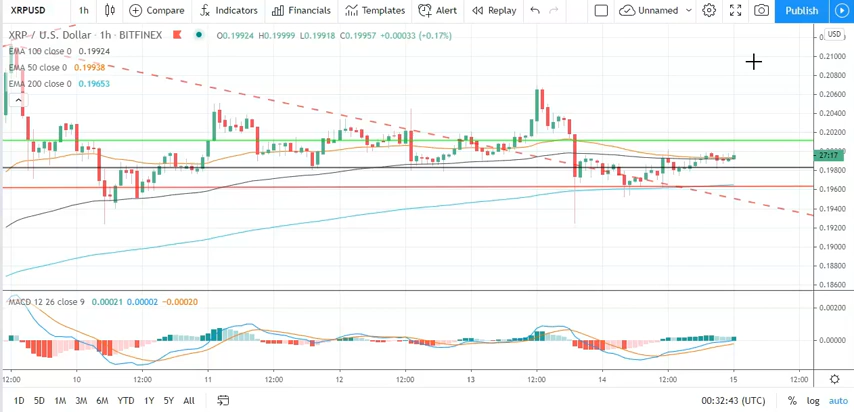 XRPUSD 1h Compare Indicators Financials Templates Alert Replay Unnamed Publish
XRP / U.S. Dollar · 1h · BITFINEX O0.19924 H0.19999 L0.19918 C0.19957 +0.00033 (+0.17%)
USD
EMA 100 close 0 0.19924
EMA 50 close 0 0.19938
EMA 200 close 0 0.19653
0.21000
0.20800
0.20600
0.20400
0.20200
27:17
0.19800
0.19600
0.19400
0.19200
0.19000
0.18800
0.18600
MACD 12 26 close 9 0.00021 0.00002 −0.00020
0.00200
0.00000
12:00 10 12:00 11 12:00 12 12:00 13 12:00 14 12:00 15 12:00
1D 5D 1M 3M 6M YTD 1Y 5Y All 00:32:43 (UTC) % log auto